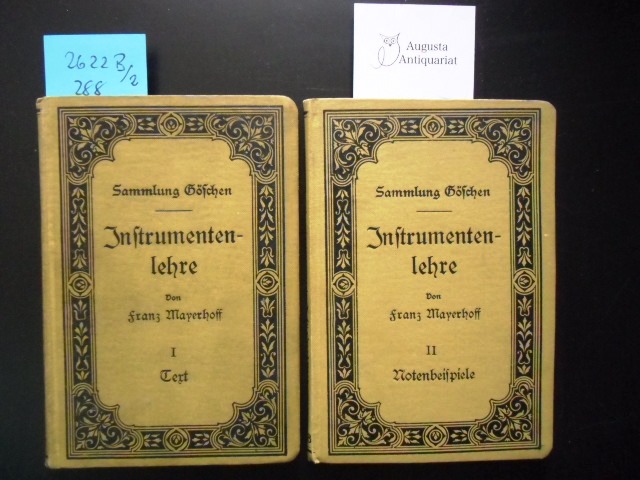 2622 B/2
288
Augusta
Antiquariat
Sammlung Göschen
Instrumenten-
lehre
Von
Franz Mayerhoff
I
Text
Sammlung Göschen
Instrumenten-
lehre
Von
Franz Mayerhoff
II
Notenbeispiele